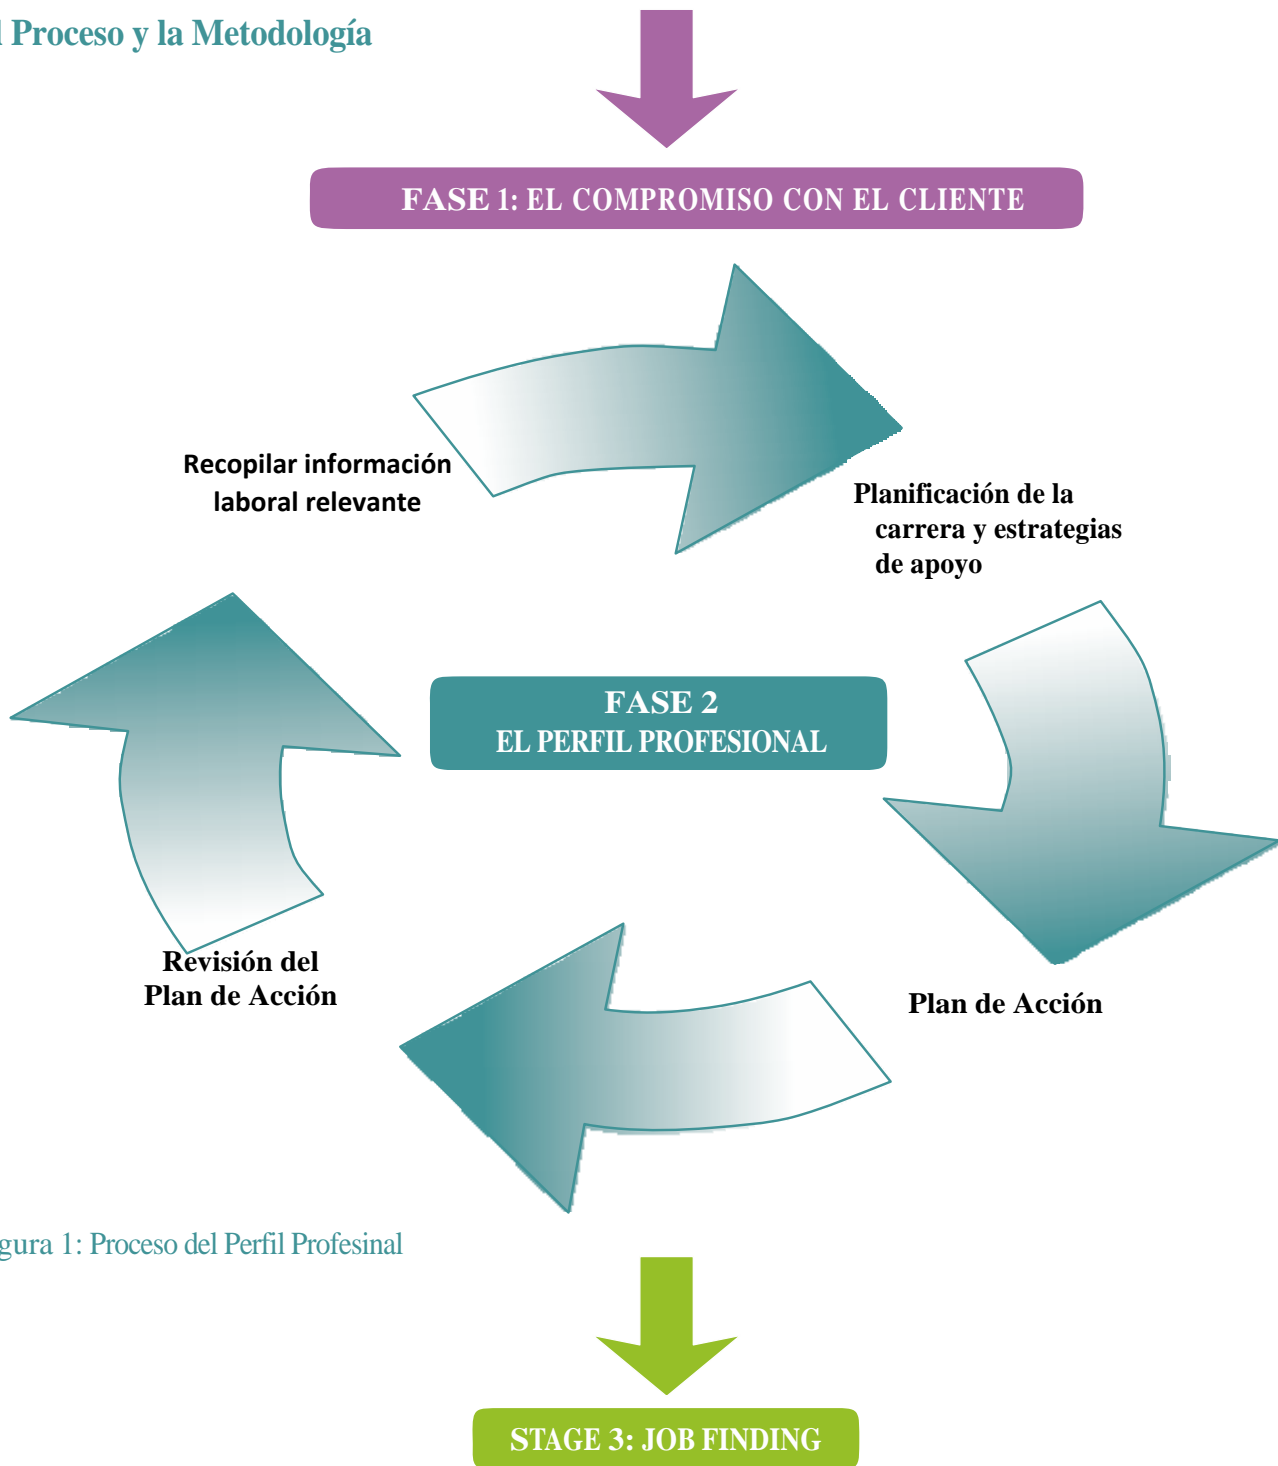 l Proceso y la Metodología
FASE 1: EL COMPROMISO CON EL CLIENTE
Recopilar información
laboral relevante
Planificación de la
carrera y estrategias
de apoyo
FASE 2
EL PERFIL PROFESIONAL
Revisión del
Plan de Acción
Plan de Acción
gura 1: Proceso del Perfil Profesinal
STAGE 3: JOB FINDING